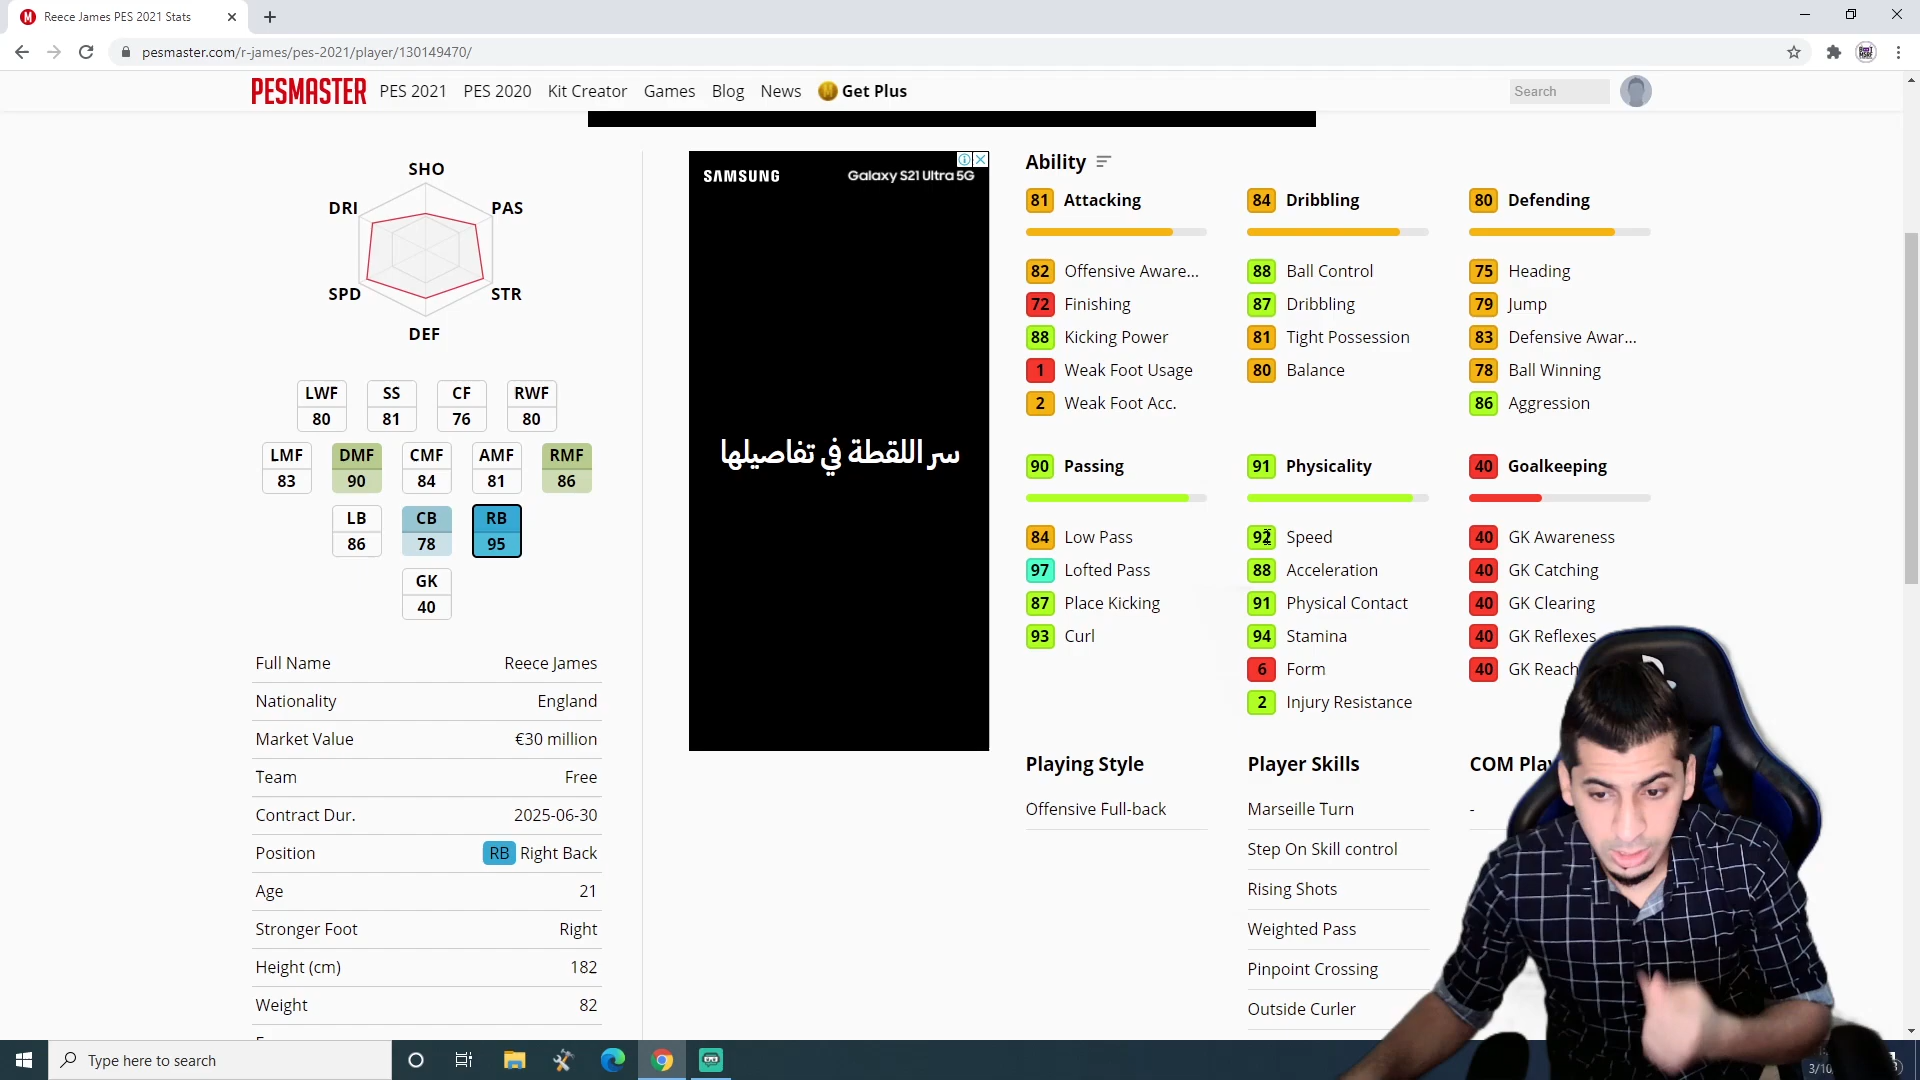 Reece James PES 2021 Stats
pesmaster.com/r-james/pes-2021/player/130149470/
PESMASTER PES 2021 PES 2020 Kit Creator Games Blog News Get Plus Search
SHO
DRI PAS
SPD STR
DEF
LWF SS CF RWF
80 81 76 80
LMF DMF CMF AMF RMF
83 90 84 81 86
LB CB RB
86 78 95
GK
40
Full Name Reece James
Nationality England
Market Value €30 million
Team Free
Contract Dur. 2025-06-30
Position RB Right Back
Age 21
Stronger Foot Right
Height (cm) 182
Weight 82
SAMSUNG Galaxy S21 Ultra 5G
سر اللقطة في تفاصيلها
Ability
81 Attacking
82 Offensive Aware...
72 Finishing
88 Kicking Power
1 Weak Foot Usage
2 Weak Foot Acc.
84 Dribbling
88 Ball Control
87 Dribbling
81 Tight Possession
80 Balance
80 Defending
75 Heading
79 Jump
83 Defensive Awar...
78 Ball Winning
86 Aggression
90 Passing
84 Low Pass
97 Lofted Pass
87 Place Kicking
93 Curl
91 Physicality
92 Speed
88 Acceleration
91 Physical Contact
94 Stamina
6 Form
2 Injury Resistance
40 Goalkeeping
40 GK Awareness
40 GK Catching
40 GK Clearing
40 GK Reflexes
40 GK Reach
Playing Style
Offensive Full-back
Player Skills
Marseille Turn
Step On Skill control
Rising Shots
Weighted Pass
Pinpoint Crossing
Outside Curler
COM Play
-
Type here to search
3/10